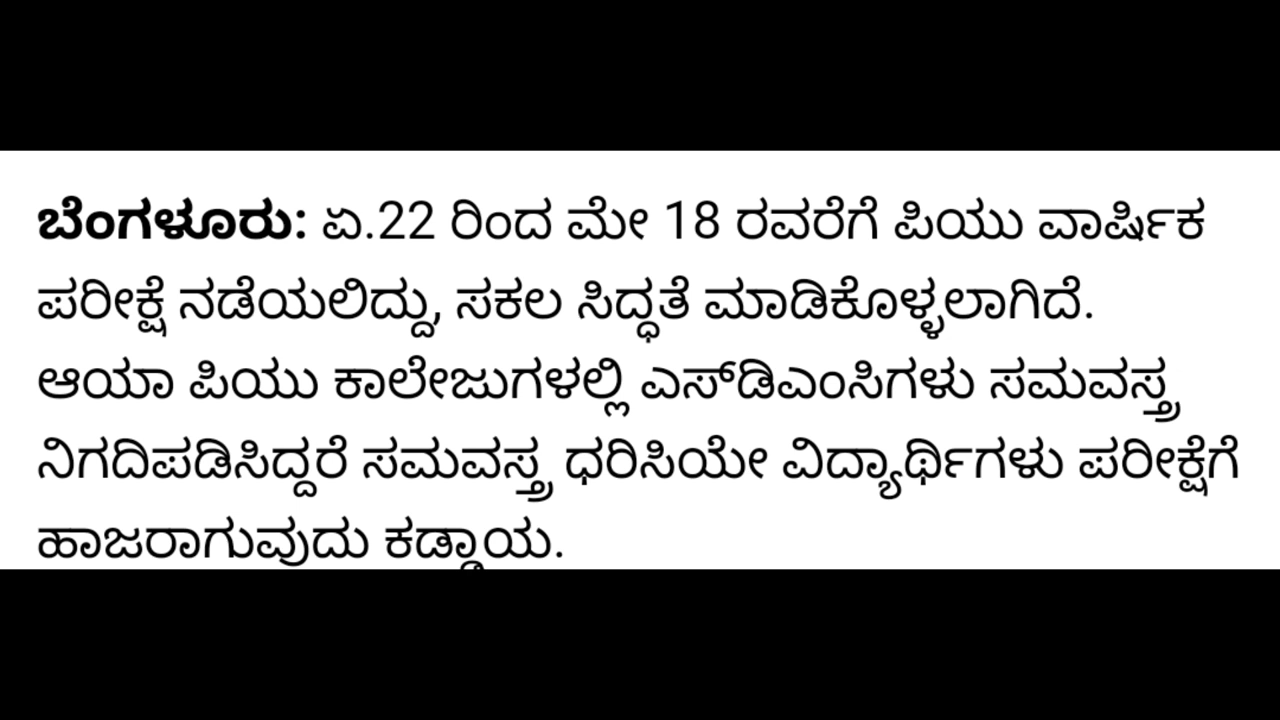 ಬೆಂಗಳೂರು: ಏ.22 ರಿಂದ ಮೇ 18 ರವರೆಗೆ ಪಿಯು ವಾರ್ಷಿಕ
ಪರೀಕ್ಷೆ ನಡೆಯಲಿದ್ದು, ಸಕಲ ಸಿದ್ಧತೆ ಮಾಡಿಕೊಳ್ಳಲಾಗಿದೆ.
ಆಯಾ ಪಿಯು ಕಾಲೇಜುಗಳಲ್ಲಿ ಎಸ್‌ಡಿಎಂಸಿಗಳು ಸಮವಸ್ತ್ರ
ನಿಗದಿಪಡಿಸಿದ್ದರೆ ಸಮವಸ್ತ್ರ ಧರಿಸಿಯೇ ವಿದ್ಯಾರ್ಥಿಗಳು ಪರೀಕ್ಷೆಗೆ
ಹಾಜರಾಗುವುದು ಕಡ್ಡಾಯ.